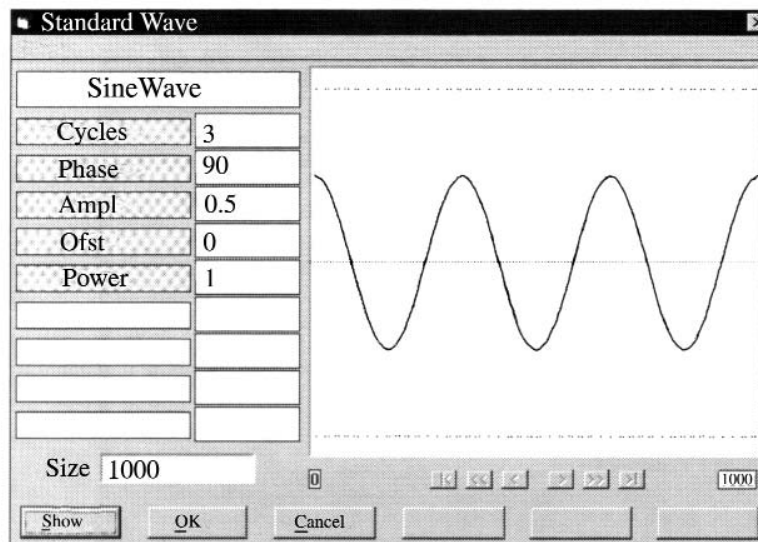 Standard Wave
SineWave
Cycles 3
Phase 90
Ampl 0.5
Ofst 0
Power 1
Size 1000
0
1000
Show OK Cancel